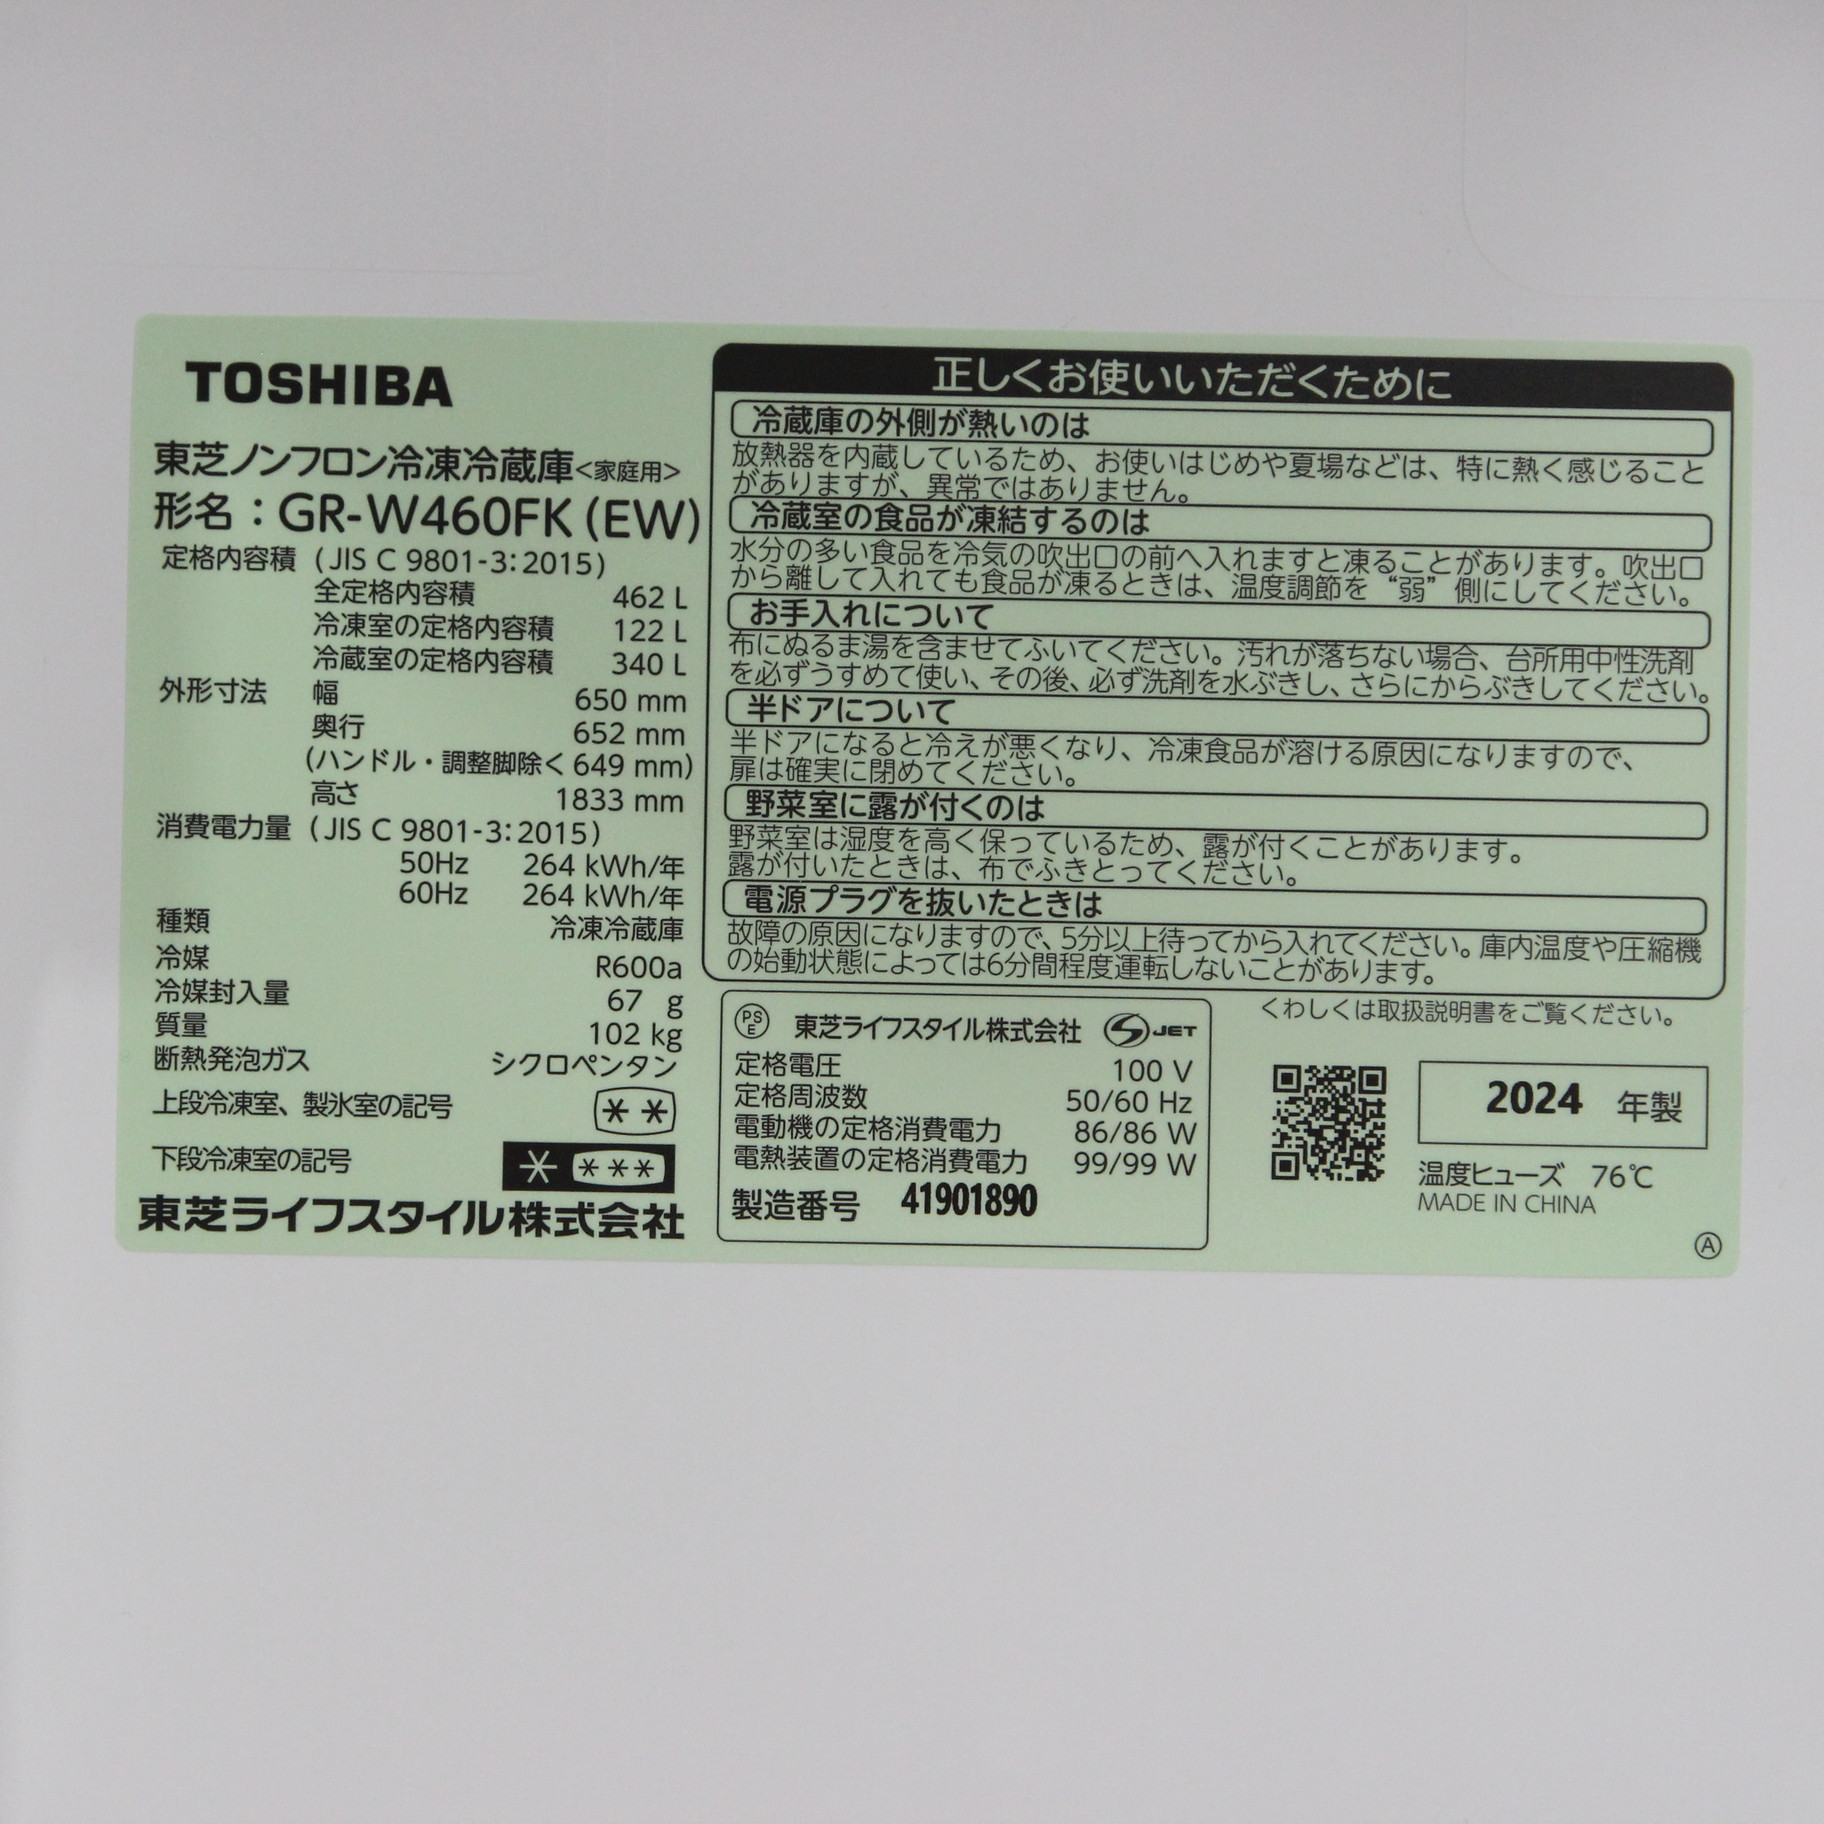 TOSHIBA
東芝ノンフロン冷凍冷蔵庫<家庭用>
形名：GR-W460FK(EW)
定格内容積 (JIS C 9801-3:2015)
全定格内容積 462 L
冷凍室の定格内容積 122 L
冷蔵室の定格内容積 340 L
外形寸法 幅 650 mm
奥行 652 mm
(ハンドル・調整脚除く 649 mm)
高さ 1833 mm
消費電力量 (JIS C 9801-3:2015)
50Hz 264 kWh/年
60Hz 264 kWh/年
種類 冷凍冷蔵庫
冷媒 R600a
冷媒封入量 67 g
質量 102 kg
断熱発泡ガス シクロペンタン
上段冷凍室、製氷室の記号 **
下段冷凍室の記号 * ***
東芝ライフスタイル株式会社
正しくお使いいただくために
冷蔵庫の外側が熱いのは
放熱器を内蔵しているため、お使いはじめや夏場などは、特に熱く感じること
がありますが、異常ではありません。
冷蔵室の食品が凍結するのは
水分の多い食品を冷気の吹出口の前へ入れますと凍ることがあります。吹出口
から離して入れても食品が凍るときは、温度調節を“弱”側にしてください。
お手入れについて
布にぬるま湯を含ませてふいてください。汚れが落ちない場合、台所用中性洗剤
を必ずうすめて使い、その後、必ず洗剤を水ぶきし、さらにからぶきしてください。
半ドアについて
半ドアになると冷えが悪くなり、冷凍食品が溶ける原因になりますので、
扉は確実に閉めてください。
野菜室に露が付くのは
野菜室は湿度を高く保っているため、露が付くことがあります。
露が付いたときは、布でふきとってください。
電源プラグを抜いたときは
故障の原因になりますので、5分以上待ってから入れてください。庫内温度や圧縮機
の始動状態によっては6分間程度運転しないことがあります。
くわしくは取扱説明書をご覧ください。
PS E 東芝ライフスタイル株式会社 S JET
定格電圧 100 V
定格周波数 50/60 Hz
電動機の定格消費電力 86/86 W
電熱装置の定格消費電力 99/99 W
製造番号 41901890
2024 年製
温度ヒューズ 76℃
MADE IN CHINA
Ⓐ